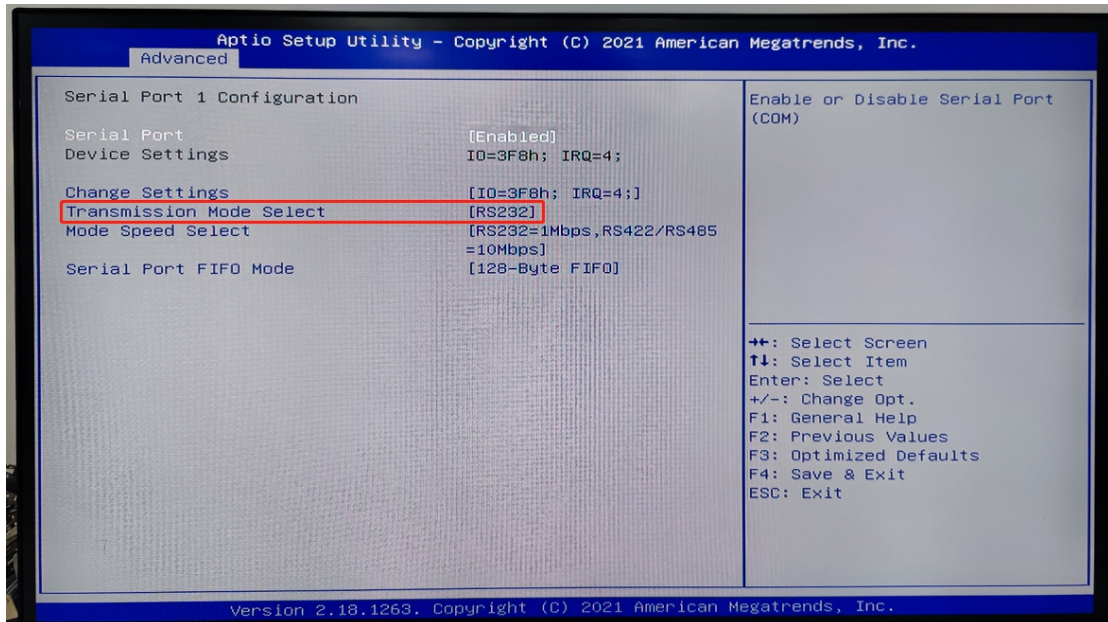 Aptio Setup Utility – Copyright (C) 2021 American Megatrends, Inc.
Advanced
Serial Port 1 Configuration
Serial Port [Enabled]
Device Settings IO=3F8h; IRQ=4;
Change Settings [IO=3F8h; IRQ=4;]
Transmission Mode Select [RS232]
Mode Speed Select [RS232=1Mbps,RS422/RS485
=10Mbps]
Serial Port FIFO Mode [128-Byte FIFO]
Enable or Disable Serial Port
(COM)
→←: Select Screen
↑↓: Select Item
Enter: Select
+/-: Change Opt.
F1: General Help
F2: Previous Values
F3: Optimized Defaults
F4: Save & Exit
ESC: Exit
Version 2.18.1263. Copyright (C) 2021 American Megatrends, Inc.